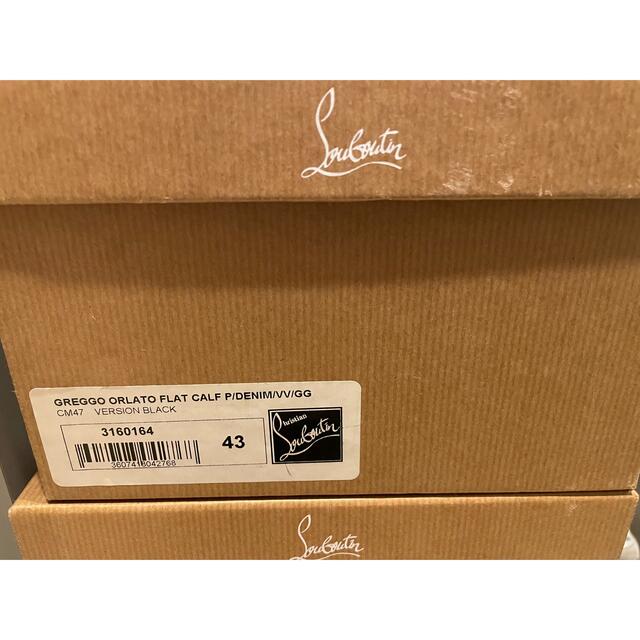 Louboutin
GREGGO ORLATO FLAT CALF P/DENIM/VV/GG
CM47 VERSION BLACK
3160164
43
3607418042768
Christian
Louboutin
Louboutin